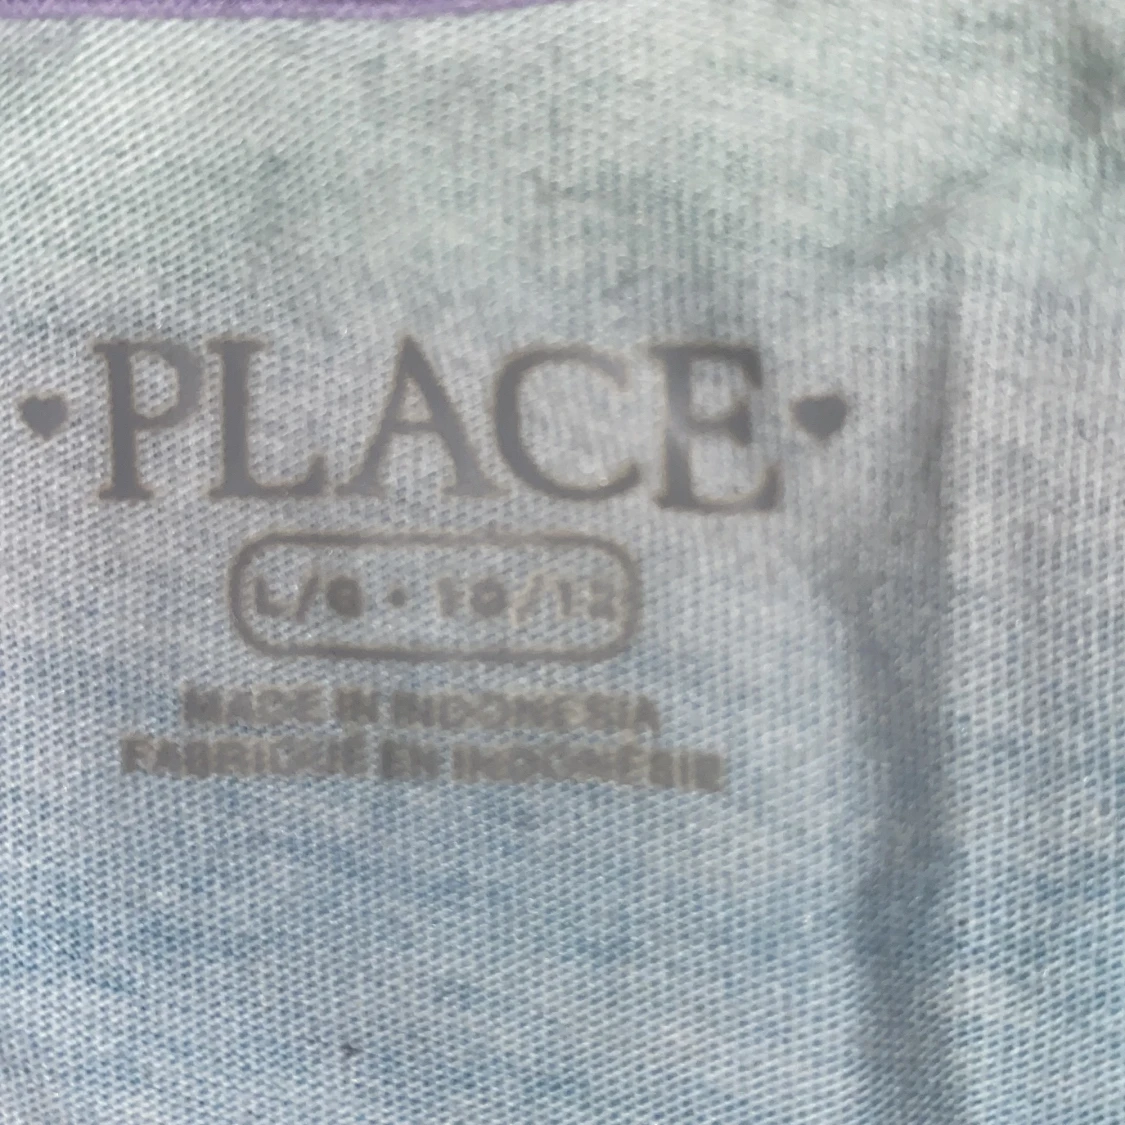 PLACE
L/G • 10/12
MADE IN INDONESIA
FABRIQUÉ EN INDONÉSIE